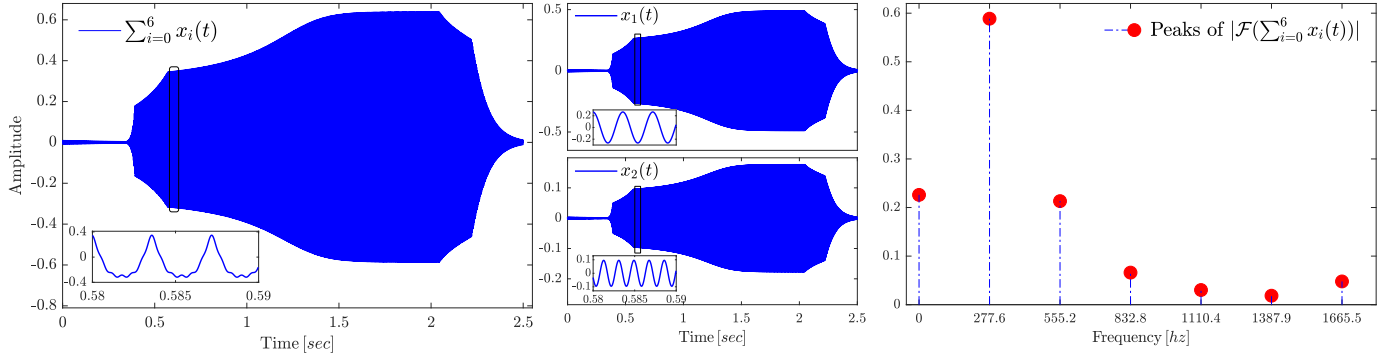 0.6
0.4
0.2
0
-0.2
-0.4
-0.6
-0.8
Amplitude
∑_{i=0}^{6} x_i(t)
0.4
0
-0.4
0.58 0.585 0.59
0 0.5 1 1.5 2 2.5
Time [sec]
0.5
0
-0.5
x_1(t)
0.2
0
-0.2
0.1
0
-0.1
-0.2
x_2(t)
0.1
0
-0.1
0.58 0.585 0.59
0 0.5 1 1.5 2 2.5
Time [sec]
0.6
0.5
0.4
0.3
0.2
0.1
0
Peaks of |ℱ(∑_{i=0}^{6} x_i(t))|
0 277.6 555.2 832.8 1110.4 1387.9 1665.5
Frequency [hz]